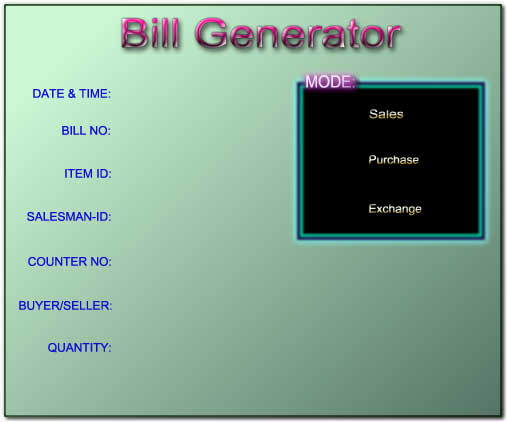 Bill Generator
DATE & TIME:
BILL NO:
ITEM ID:
SALESMAN-ID:
COUNTER NO:
BUYER/SELLER:
QUANTITY:
MODE:
Sales
Purchase
Exchange